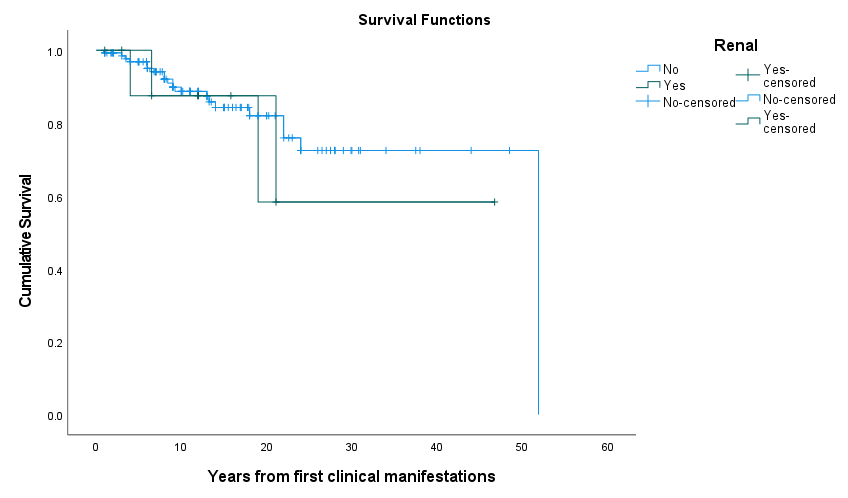 Survival Functions
Renal
No
Yes
No-censored
Yes-
censored
No-censored
Yes-
censored
Cumulative Survival
1.0
0.8
0.6
0.4
0.2
0.0
0 10 20 30 40 50 60
Years from first clinical manifestations